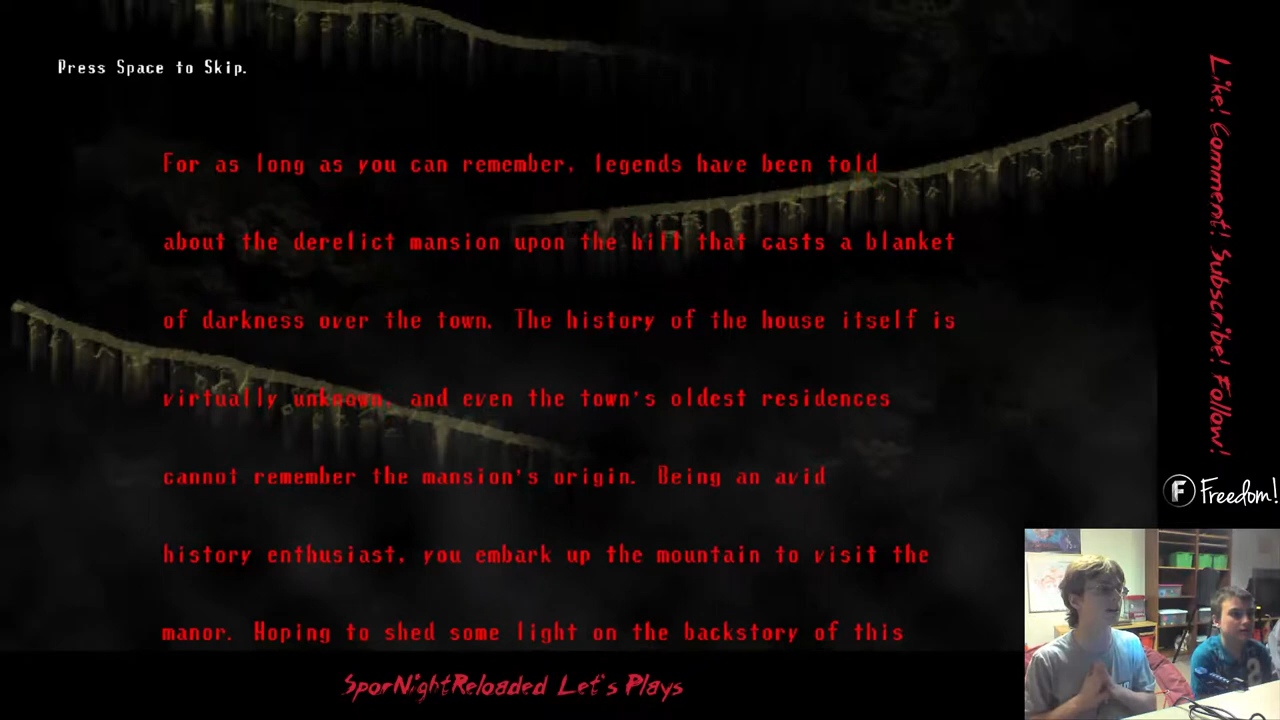 Press Space to Skip.
For as long as you can remember, legends have been told
about the derelict mansion upon the hill that casts a blanket
of darkness over the town. The history of the house itself is
virtually unknown, and even the town's oldest residences
cannot remember the mansion's origin. Being an avid
history enthusiast, you embark up the mountain to visit the
manor. Hoping to shed some light on the backstory of this
Like! Comment! Subscribe! Follow!
F Freedom!
SporNightReloaded Let's Plays